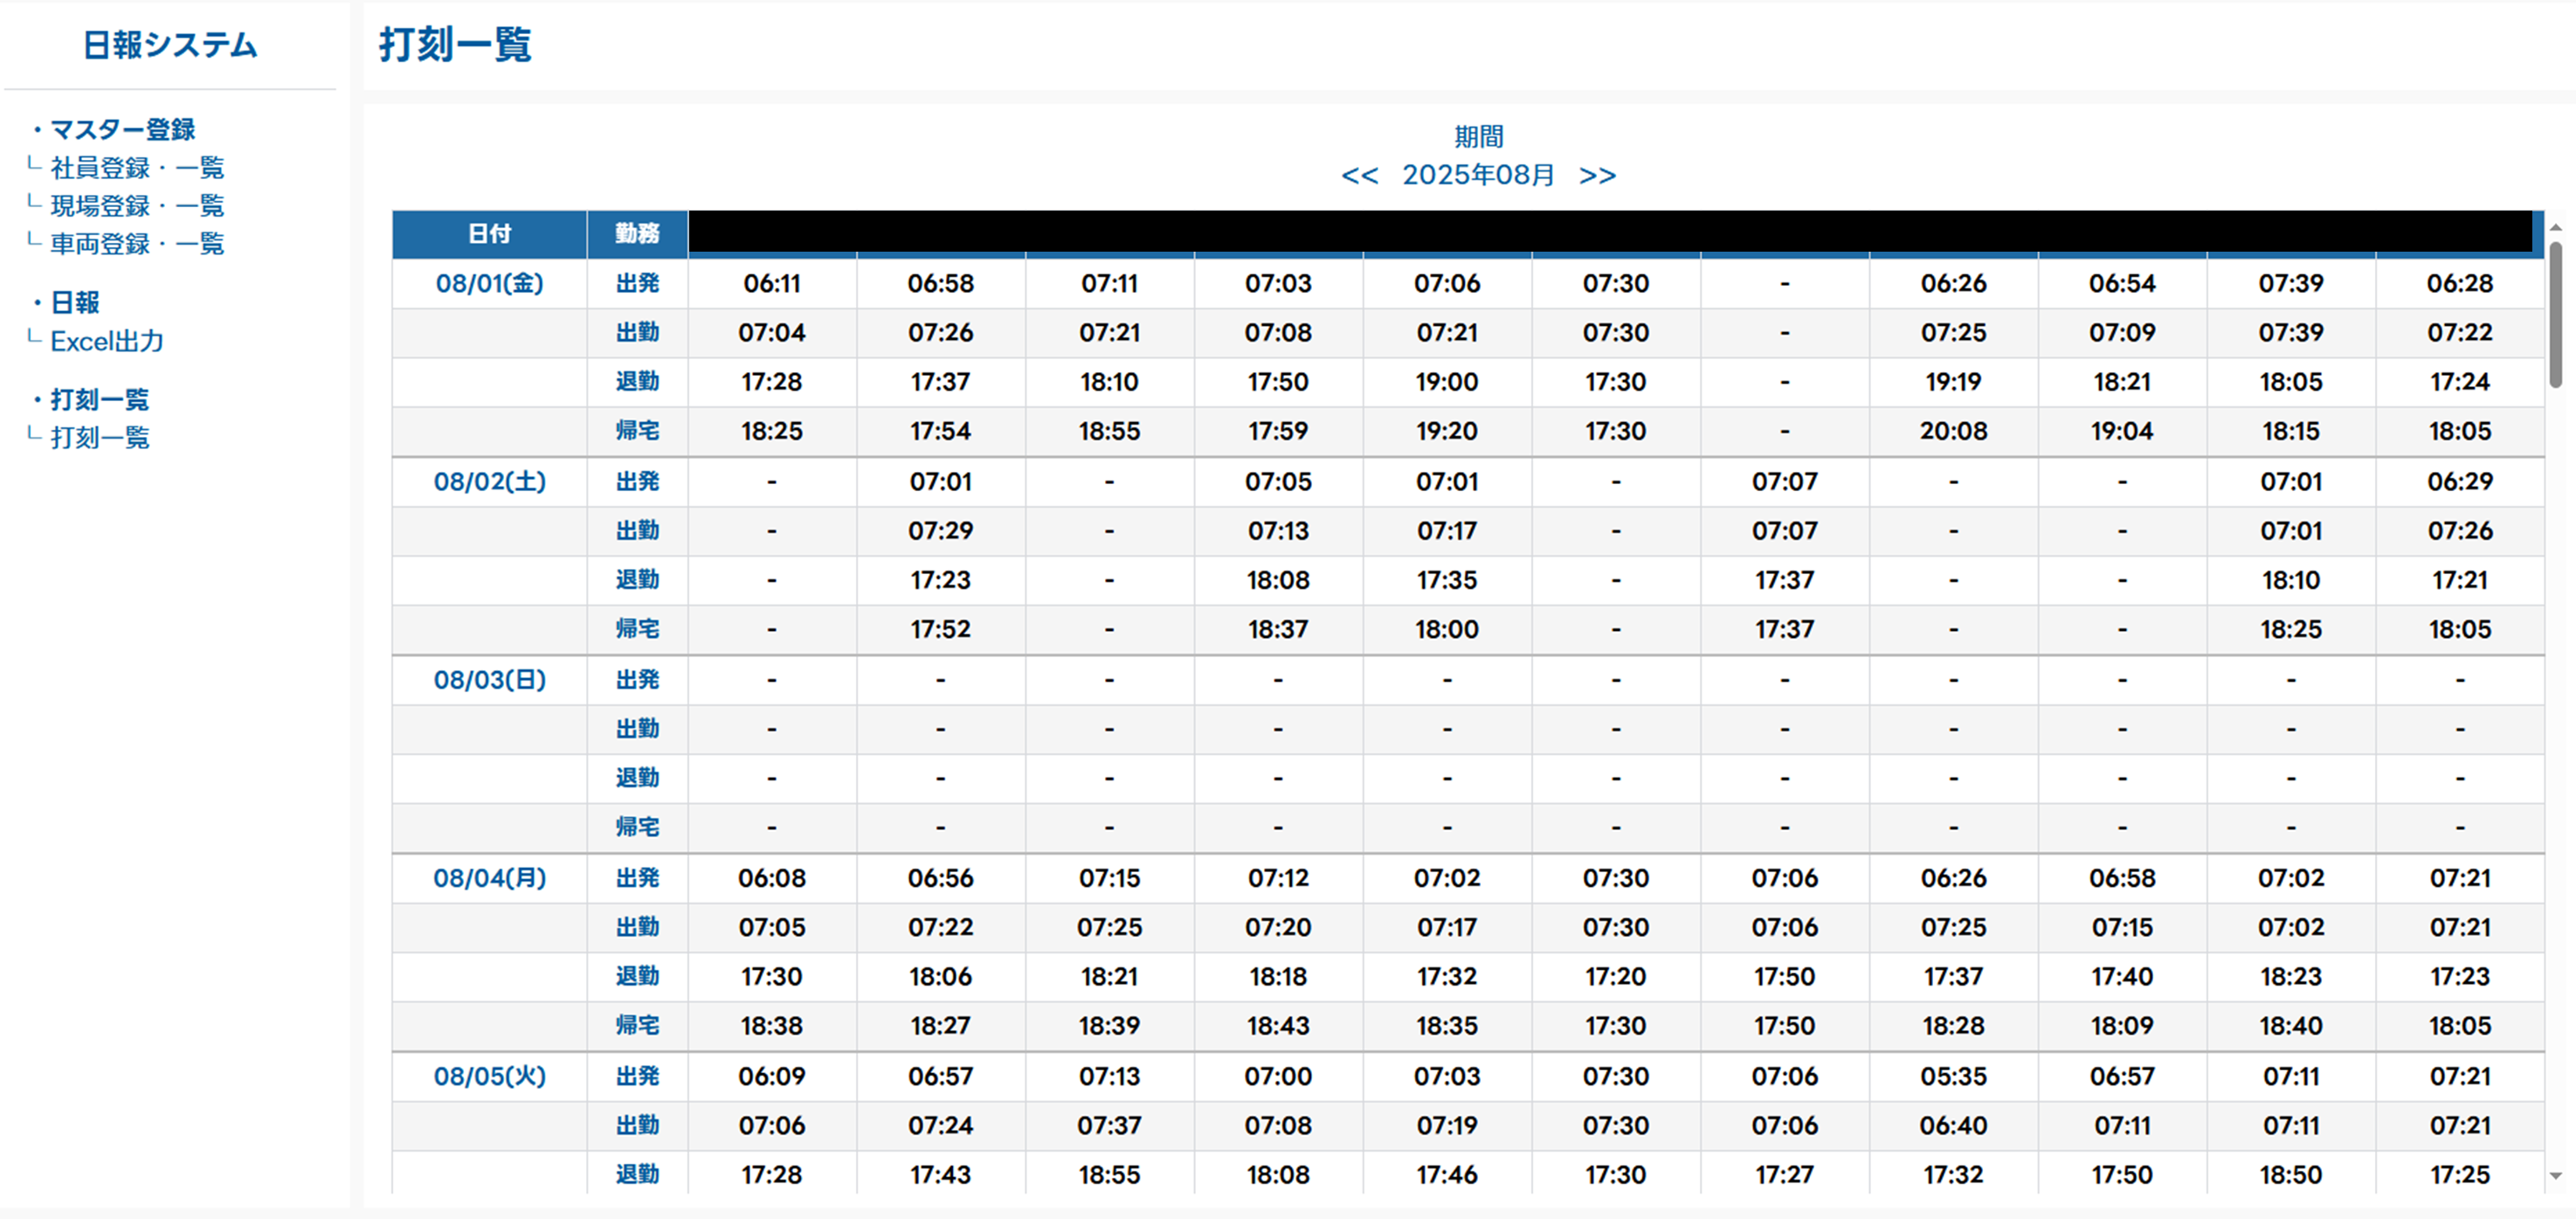 日報システム
・マスター登録
└ 社員登録・一覧
└ 現場登録・一覧
└ 車両登録・一覧
・日報
└ Excel出力
・打刻一覧
└ 打刻一覧
打刻一覧
期間
<< 2025年08月 >>
日付 勤務
08/01(金) 出発 06:11 06:58 07:11 07:03 07:06 07:30 - 06:26 06:54 07:39 06:28
出勤 07:04 07:26 07:21 07:08 07:21 07:30 - 07:25 07:09 07:39 07:22
退勤 17:28 17:37 18:10 17:50 19:00 17:30 - 19:19 18:21 18:05 17:24
帰宅 18:25 17:54 18:55 17:59 19:20 17:30 - 20:08 19:04 18:15 18:05
08/02(土) 出発 - 07:01 - 07:05 07:01 - 07:07 - - 07:01 06:29
出勤 - 07:29 - 07:13 07:17 - 07:07 - - 07:01 07:26
退勤 - 17:23 - 18:08 17:35 - 17:37 - - 18:10 17:21
帰宅 - 17:52 - 18:37 18:00 - 17:37 - - 18:25 18:05
08/03(日) 出発 - - - - - - - - - - -
出勤 - - - - - - - - - - -
退勤 - - - - - - - - - - -
帰宅 - - - - - - - - - - -
08/04(月) 出発 06:08 06:56 07:15 07:12 07:02 07:30 07:06 06:26 06:58 07:02 07:21
出勤 07:05 07:22 07:25 07:20 07:17 07:30 07:06 07:25 07:15 07:02 07:21
退勤 17:30 18:06 18:21 18:18 17:32 17:20 17:50 17:37 17:40 18:23 17:23
帰宅 18:38 18:27 18:39 18:43 18:35 17:30 17:50 18:28 18:09 18:40 18:05
08/05(火) 出発 06:09 06:57 07:13 07:00 07:03 07:30 07:06 05:35 06:57 07:11 07:21
出勤 07:06 07:24 07:37 07:08 07:19 07:30 07:06 06:40 07:11 07:11 07:21
退勤 17:28 17:43 18:55 18:08 17:46 17:30 17:27 17:32 17:50 18:50 17:25